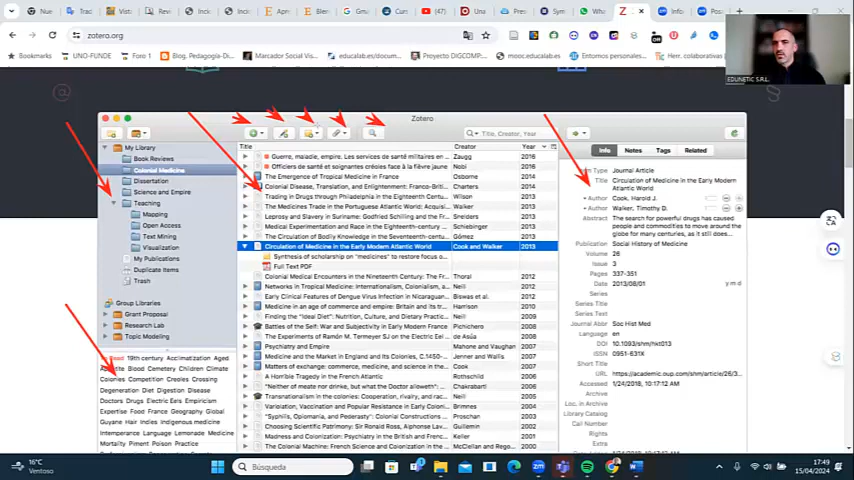 Nue
Trad
Vista
Revi
Inici
Inici
Apr
Bien
G
Cur
(47)
Una
Prev
Sym
Wh
Z
Info
Pos
zotero.org
Bookmarks
UNO-FUNDE
Foro 1
Blog. Pedagogía-Di
Marcador Social Vis
educalab.es/docum
Proyecto DIGCOMP:
mooc.educalab.es
Entornos personales
Herr. colaborativas
EDUNETIC S.R.L.
@
§
Zotero
Title, Creator, Year
My Library
Book Reviews
Colonial Medicine
Dissertation
Science and Empire
Teaching
Mapping
Open Access
Text Mining
Visualization
My Publications
Duplicate Items
Trash
Group Libraries
Grant Proposal
Research Lab
Topic Modeling
To Read 19th century Acclimatization Aged
Appetite Blood Cemetery Children Climate
Colonies Competition Creoles Crossing
Degeneration Diet Digestion Disease
Doctors Drugs Electric Eels Empiricism
Expertise Food France Geography Global
Guyane Hair Indies Indigenous medicine
Interperance Language Lemonade Medicine
Mortality Piment Poison Practice
Title Creator Year
Guerre, maladie, empire. Les services de santé militaires en ... Zaugg 2016
Officiers de santé et soignantes créoles face à la fièvre jaune Nobi 2016
The Emergence of Tropical Medicine in France Osborne 2014
Colonial Disease, Translation, and Enlightenment: Franco-Briti... Charters 2014
Trading in Drugs through Philadelphia in the Eighteenth Centu... Wilson 2013
The Medicines Trade in the Portuguese Atlantic World: Acquisi... Walker 2013
Leprosy and Slavery in Suriname: Godfried Schilling and the Fr... Snelders 2013
Medical Experimentation and Race in the Eighteenth-century... Schiebinger 2013
The Circulation of Bodily Knowledge in the Seventeenth-centu... Gómez 2013
Circulation of Medicine in the Early Modern Atlantic World Cook and Walker 2013
Synthesis of scholarship on "medicines" to restore focus o...
Full Text PDF
Colonial Medical Encounters in the Nineteenth Century: The Fr... Thoral 2012
Networks in Tropical Medicine: Internationalism, Colonialism, a... Neill 2012
Early Clinical Features of Dengue Virus Infection in Nicaraguan... Biswas et al. 2012
Medicine in an age of commerce and empire: Britain and its tro... Harrison 2010
Finding the "Ideal Diet": Nutrition, Culture, and Dietary Practic... Neill 2009
Battles of the Self: War and Subjectivity in Early Modern France Pichichero 2008
The Experiments of Ramón M. Termeyer SJ on the Electric Eel i... de Asúa 2008
Psychiatry and Empire Mahone and Vaughan 2007
Medicine and the Market in England and Its Colonies, C.1450-... Jenner and Wallis 2007
Matters of exchange: commerce, medicine, and science in the... Cook 2007
A Horrible Tragedy in the French Atlantic Rothschild 2006
"Neither of meate nor drinke, but what the Doctor alloweth":... Chakrabarti 2006
Transnationalism in the colonies: Cooperation, rivalry, and rac...
Variolation, Vaccination and Popular Resistance in Early Colon...
"Syphilis, Opiomania, and Pederasty": Colonial Constructions... Proschan
Choosing Scientific Patrimony: Sir Ronald Ross, Alphonse Lav... Guillemin
Madness and Colonization: Psychiatry in the British and French... Keller
The Colonial Machine: French Science and Colonization in the... McClellan and Rego... 2000
Info
Notes
Tags
Related
Item Type Journal Article
Title Circulation of Medicine in the Early Modern
Atlantic World
Author Cook, Harold J.
Author Walker, Timothy D.
Abstract The search for powerful drugs has caused
people and commodities to move around the
globe for many centuries, as it still does...
Publication Social History of Medicine
Volume 26
Issue 3
Pages 337-351
Date 2013/08/01 y m d
Series
Series Title
Series Text
Journal Abbr Soc Hist Med
Language en
DOI 10.1093/shm/hkt013
ISSN 0951-631X
Short Title
URL https://academic.oup.com/shm/article/26/3...
Accessed 1/24/2018, 10:17:12 AM
Archive
Loc. in Archive
Library Catalog
Call Number
Rights
Extra
16°C
Ventoso
Búsqueda
17:49
15/04/2024